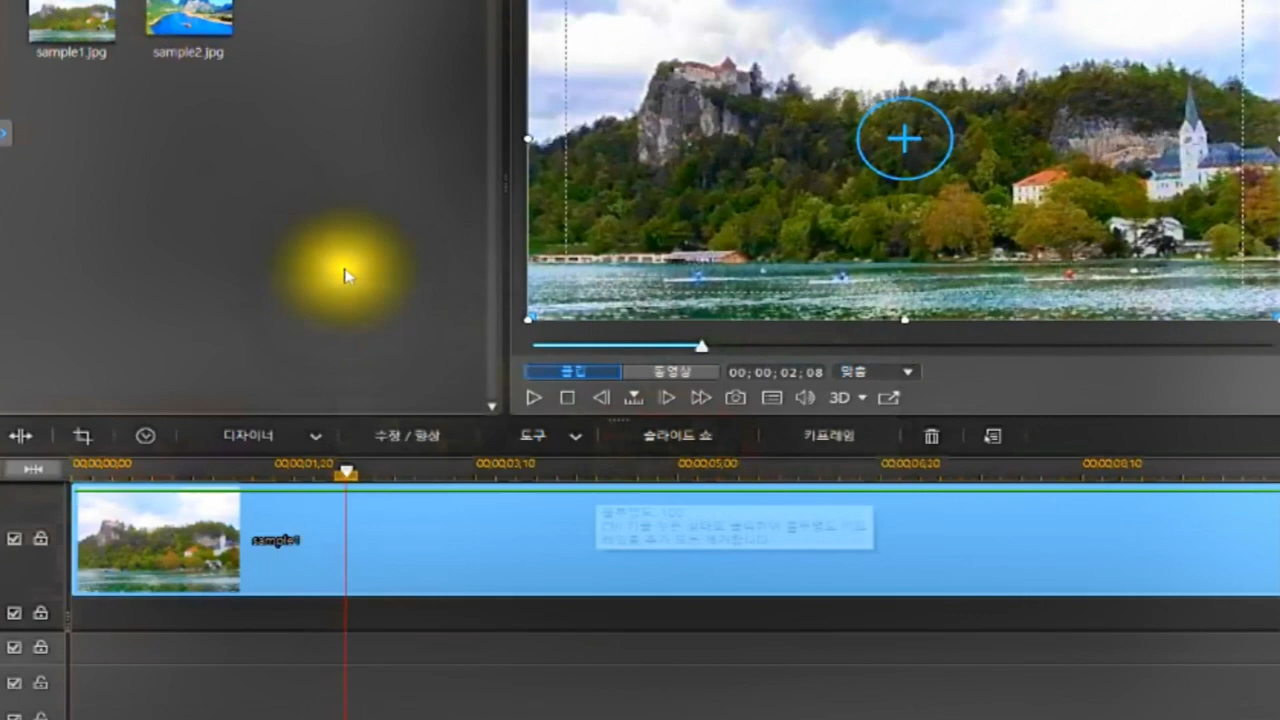 sample1.jpg
sample2.jpg
클립
동영상
00;00;02;08
맞춤
3D
디자이너
수정 / 향상
도구
슬라이드 쇼
키프레임
00;00;00;00
00;00;01;20
00;00;03;10
00;00;05;00
00;00;06;20
00;00;08;10
sample1